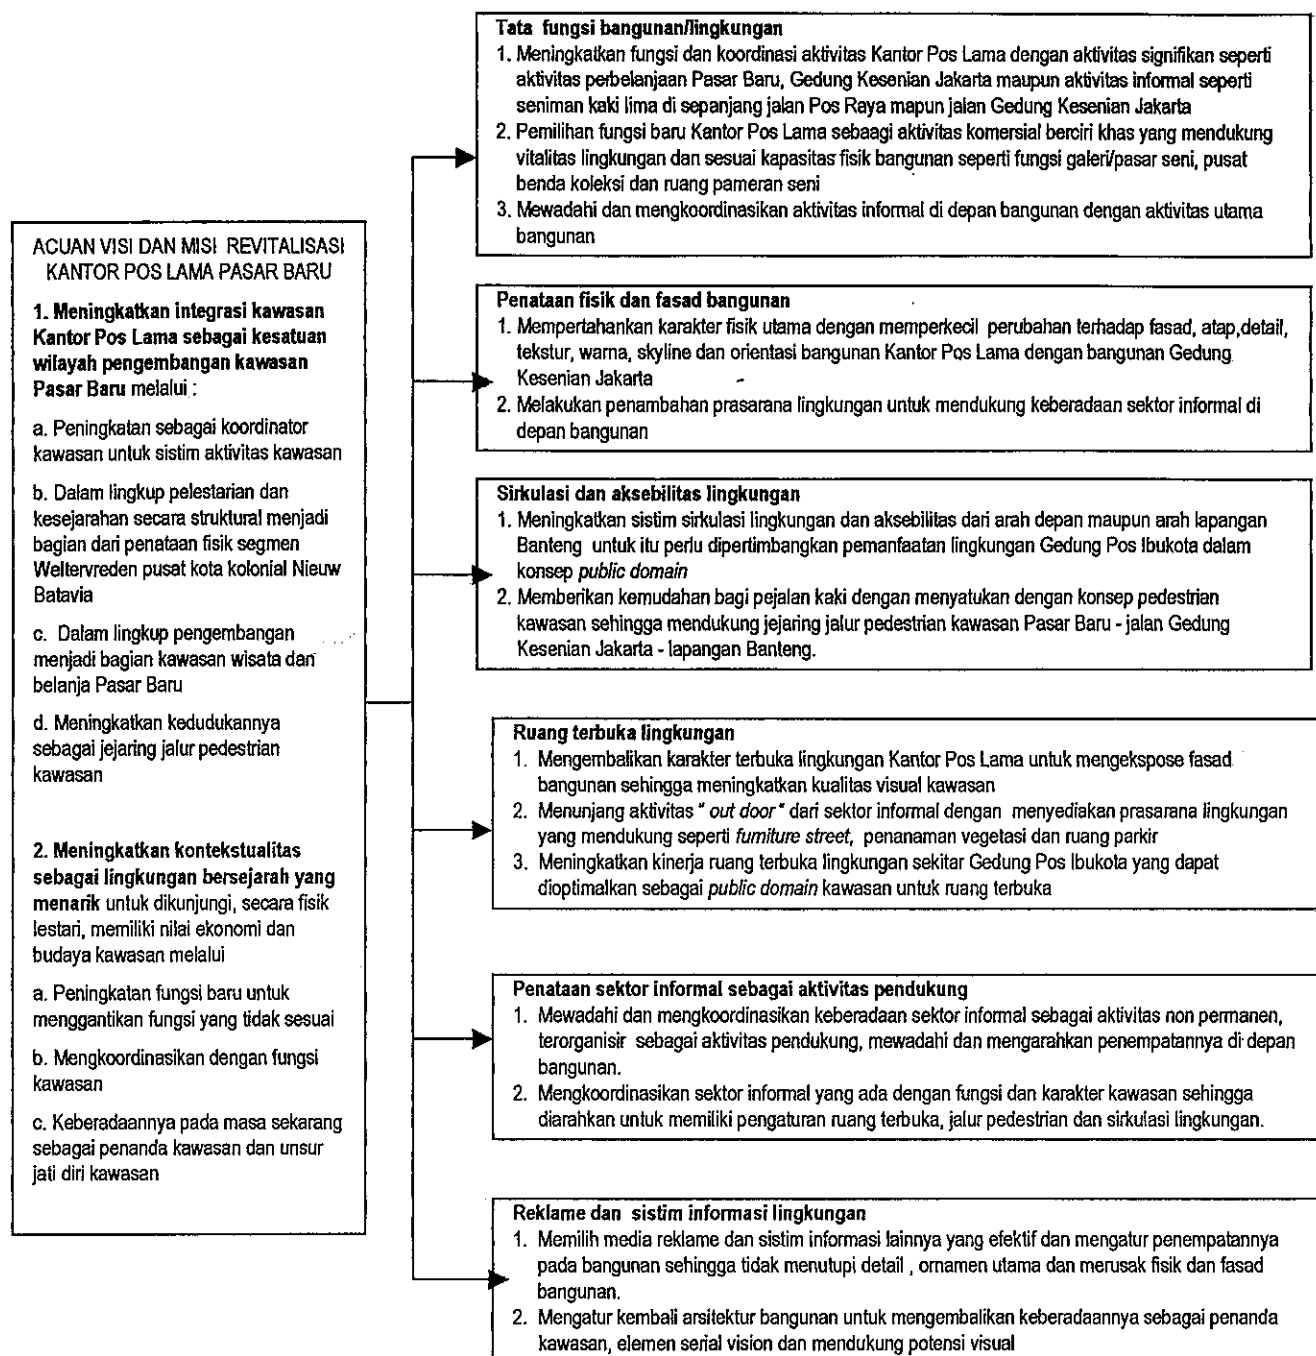 ACUAN VISI DAN MISI REVITALISASI
KANTOR POS LAMA PASAR BARU
1. Meningkatkan integrasi kawasan
Kantor Pos Lama sebagai kesatuan
wilayah pengembangan kawasan
Pasar Baru melalui :
a. Peningkatan sebagai koordinator
kawasan untuk sistim aktivitas kawasan
b. Dalam lingkup pelestarian dan
kesejarahan secara struktural menjadi
bagian dari penataan fisik segmen
Weltervreden pusat kota kolonial Nieuw
Batavia
c. Dalam lingkup pengembangan
menjadi bagian kawasan wisata dan
belanja Pasar Baru
d. Meningkatkan kedudukannya
sebagai jejaring jalur pedestrian
kawasan
2. Meningkatkan kontekstualitas
sebagai lingkungan bersejarah yang
menarik untuk dikunjungi, secara fisik
lestari, memiliki nilai ekonomi dan
budaya kawasan melalui
a. Peningkatan fungsi baru untuk
menggantikan fungsi yang tidak sesuai
b. Mengkoordinasikan dengan fungsi
kawasan
c. Keberadaannya pada masa sekarang
sebagai penanda kawasan dan unsur
jati diri kawasan
Tata fungsi bangunan/lingkungan
1. Meningkatkan fungsi dan koordinasi aktivitas Kantor Pos Lama dengan aktivitas signifikan seperti
aktivitas perbelanjaan Pasar Baru, Gedung Kesenian Jakarta maupun aktivitas informal seperti
seniman kaki lima di sepanjang jalan Pos Raya mapun jalan Gedung Kesenian Jakarta
2. Pemilihan fungsi baru Kantor Pos Lama sebaagi aktivitas komersial berciri khas yang mendukung
vitalitas lingkungan dan sesuai kapasitas fisik bangunan seperti fungsi galeri/pasar seni, pusat
benda koleksi dan ruang pameran seni
3. Mewadahi dan mengkoordinasikan aktivitas informal di depan bangunan dengan aktivitas utama
bangunan
Penataan fisik dan fasad bangunan
1. Mempertahankan karakter fisik utama dengan memperkecil perubahan terhadap fasad, atap,detail,
tekstur, warna, skyline dan orientasi bangunan Kantor Pos Lama dengan bangunan Gedung
Kesenian Jakarta
2. Melakukan penambahan prasarana lingkungan untuk mendukung keberadaan sektor informal di
depan bangunan
Sirkulasi dan aksebilitas lingkungan
1. Meningkatkan sistim sirkulasi lingkungan dan aksebilitas dari arah depan maupun arah lapangan
Banteng untuk itu perlu dipertimbangkan pemanfaatan lingkungan Gedung Pos Ibukota dalam
konsep public domain
2. Memberikan kemudahan bagi pejalan kaki dengan menyatukan dengan konsep pedestrian
kawasan sehingga mendukung jejaring jalur pedestrian kawasan Pasar Baru - jalan Gedung
Kesenian Jakarta - lapangan Banteng.
Ruang terbuka lingkungan
1. Mengembalikan karakter terbuka lingkungan Kantor Pos Lama untuk mengekspose fasad
bangunan sehingga meningkatkan kualitas visual kawasan
2. Menunjang aktivitas " out door " dari sektor informal dengan menyediakan prasarana lingkungan
yang mendukung seperti furniture street, penanaman vegetasi dan ruang parkir
3. Meningkatkan kinerja ruang terbuka lingkungan sekitar Gedung Pos Ibukota yang dapat
dioptimalkan sebagai public domain kawasan untuk ruang terbuka
Penataan sektor informal sebagai aktivitas pendukung
1. Mewadahi dan mengkoordinasikan keberadaan sektor informal sebagai aktivitas non permanen,
terorganisir sebagai aktivitas pendukung, mewadahi dan mengarahkan penempatannya di depan
bangunan.
2. Mengkoordinasikan sektor informal yang ada dengan fungsi dan karakter kawasan sehingga
diarahkan untuk memiliki pengaturan ruang terbuka, jalur pedestrian dan sirkulasi lingkungan.
Reklame dan sistim informasi lingkungan
1. Memilih media reklame dan sistim informasi lainnya yang efektif dan mengatur penempatannya
pada bangunan sehingga tidak menutupi detail , ornamen utama dan merusak fisik dan fasad
bangunan.
2. Mengatur kembali arsitektur bangunan untuk mengembalikan keberadaannya sebagai penanda
kawasan, elemen serial vision dan mendukung potensi visual